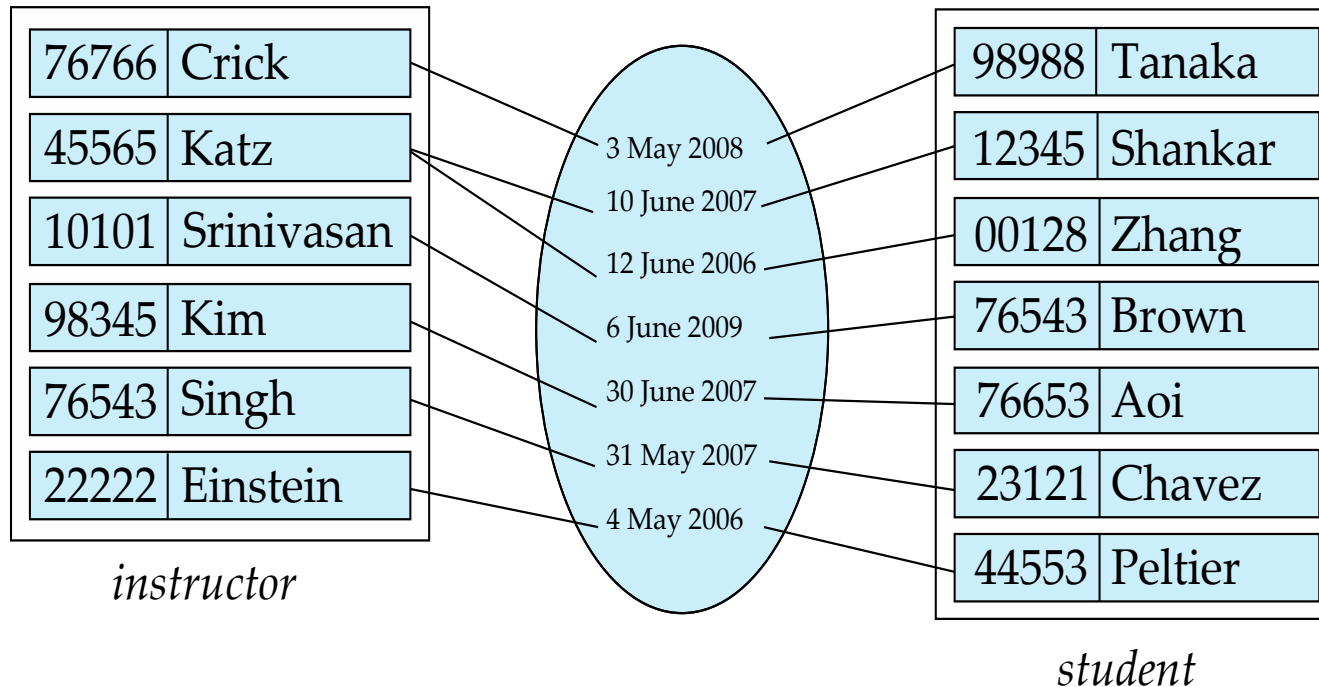 76766 Crick
45565 Katz
10101 Srinivasan
98345 Kim
76543 Singh
22222 Einstein
instructor
3 May 2008
10 June 2007
12 June 2006
6 June 2009
30 June 2007
31 May 2007
4 May 2006
98988 Tanaka
12345 Shankar
00128 Zhang
76543 Brown
76653 Aoi
23121 Chavez
44553 Peltier
student